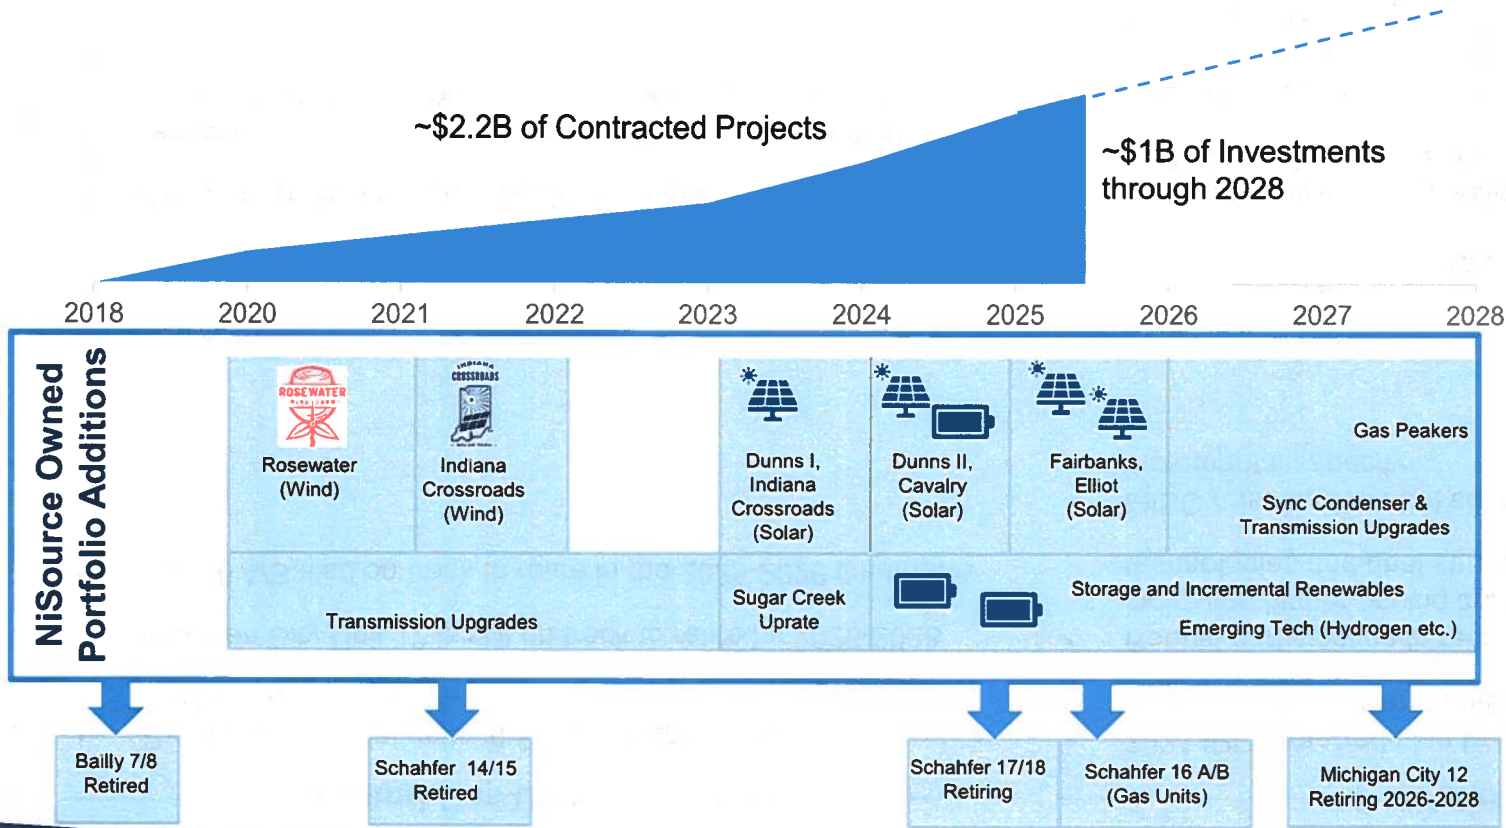 ~$2.2B of Contracted Projects
~$1B of Investments
through 2028
2018 2020 2021 2022 2023 2024 2025 2026 2027 2028
NiSource Owned
Portfolio Additions
ROSEWATER
Rosewater
(Wind)
INDIANA
CROSSROADS
Indiana
Crossroads
(Wind)
Dunns I,
Indiana
Crossroads
(Solar)
Dunns II,
Cavalry
(Solar)
Fairbanks,
Elliot
(Solar)
Gas Peakers
Sync Condenser &
Transmission Upgrades
Transmission Upgrades
Sugar Creek
Uprate
Storage and Incremental Renewables
Emerging Tech (Hydrogen etc.)
Bailly 7/8
Retired
Schahfer 14/15
Retired
Schahfer 17/18
Retiring
Schahfer 16 A/B
(Gas Units)
Michigan City 12
Retiring 2026-2028